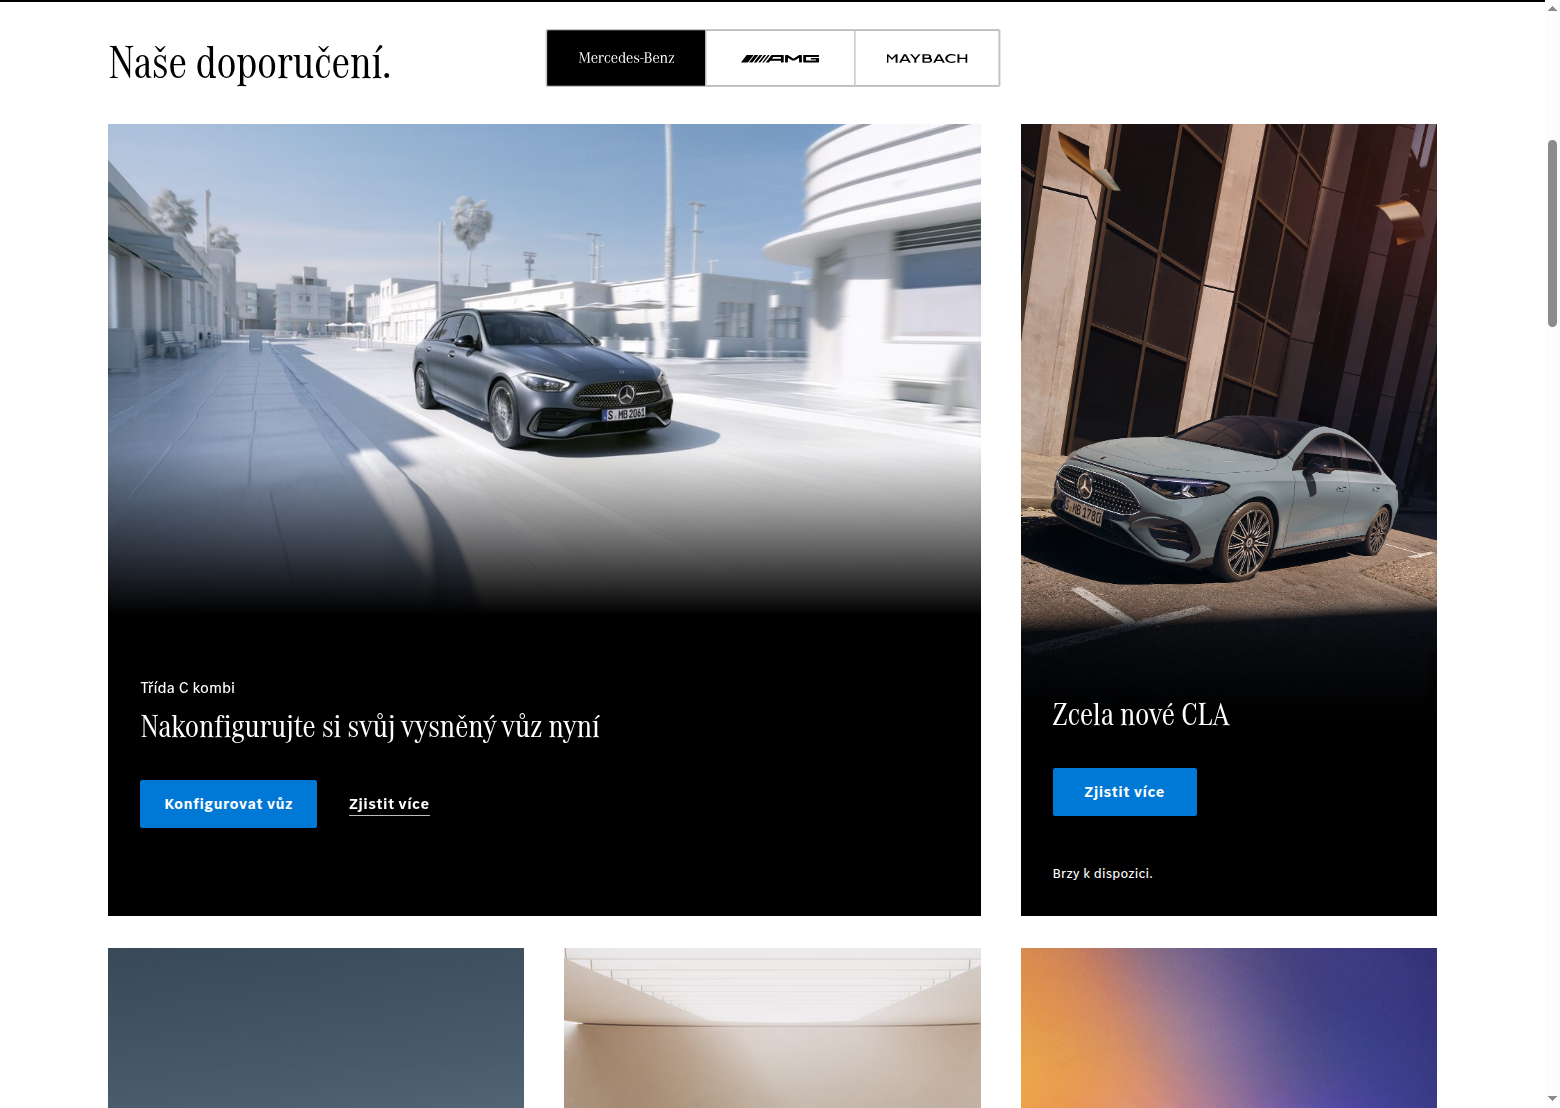 Naše doporučení.
Mercedes-Benz
AMG
MAYBACH
S MB 2061
S MB 1780
Třída C kombi
Nakonfigurujte si svůj vysněný vůz nyní
Konfigurovat vůz
Zjistit více
Zcela nové CLA
Zjistit více
Brzy k dispozici.